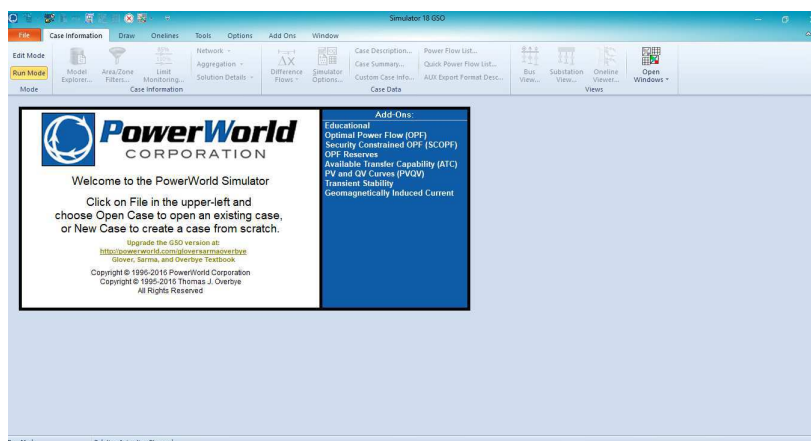 Simulator 18 GSO
File Case Information Draw Onelines Tools Options Add Ons Window
Edit Mode
Run Mode
Mode
Model Explorer...
Area/Zone Filters...
Limit Monitoring...
Case Information
Network
Aggregation
Solution Details
ΔX
Difference Flows
Simulator Options...
Case Description...
Case Summary...
Custom Case Info...
Power Flow List...
Quick Power Flow List...
AUX Export Format Desc...
Case Data
Bus View...
Substation View...
Oneline Viewer...
Open Windows
Views
PowerWorld
CORPORATION
Welcome to the PowerWorld Simulator
Click on File in the upper-left and
choose Open Case to open an existing case,
or New Case to create a case from scratch.
Upgrade the GSO
version at:
http://powerworld.com/gloversarmaoverbye
Glover, Sarma, and Overbye Textbook
Copyright © 1996-2016 PowerWorld Corporation
Copyright © 1995-2016 Thomas J. Overbye
All Rights Reserved
Add-Ons:
Educational
Optimal Power Flow (OPF)
Security Constrained OPF (SCOPF)
OPF Reserves
Available Transfer Capability (ATC)
PV and QV Curves (PVQV)
Transient Stability
Geomagnetically Induced Current